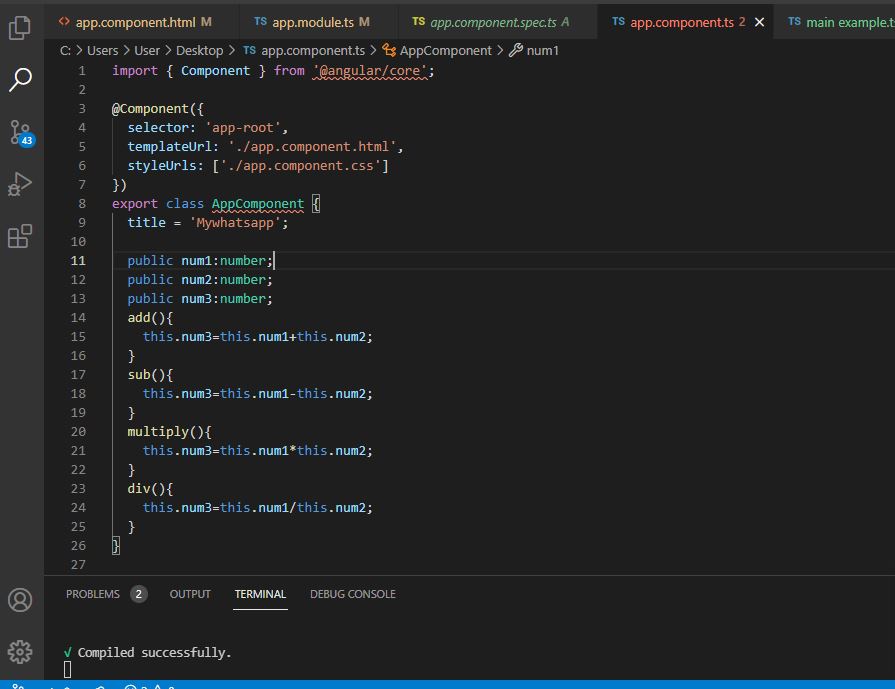 app.component.html M
TS app.module.ts M
TS app.component.spec.ts A
TS app.component.ts 2 ×
TS main example.t
C: > Users > User > Desktop > TS app.component.ts > AppComponent > num1
1 import { Component } from '@angular/core';
2
3 @Component({
4 selector: 'app-root',
5 templateUrl: './app.component.html',
6 styleUrls: ['./app.component.css']
7 })
8 export class AppComponent {
9 title = 'Mywhatsapp';
10
11 public num1:number;
12 public num2:number;
13 public num3:number;
14 add(){
15 this.num3=this.num1+this.num2;
16 }
17 sub(){
18 this.num3=this.num1-this.num2;
19 }
20 multiply(){
21 this.num3=this.num1*this.num2;
22 }
23 div(){
24 this.num3=this.num1/this.num2;
25 }
26 }
27
43
PROBLEMS 2 OUTPUT TERMINAL DEBUG CONSOLE
√ Compiled successfully.